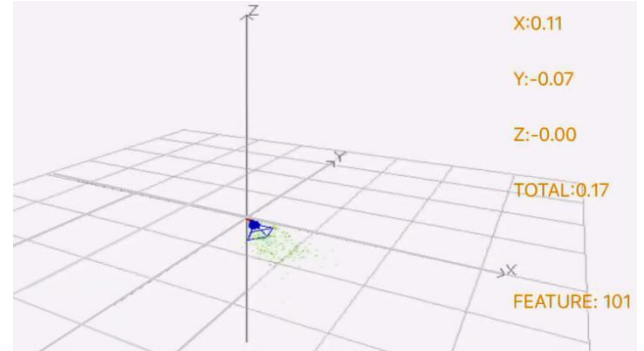 Z
X:0.11
Y:-0.07
Z:-0.00
Y
TOTAL:0.17
X
FEATURE: 101